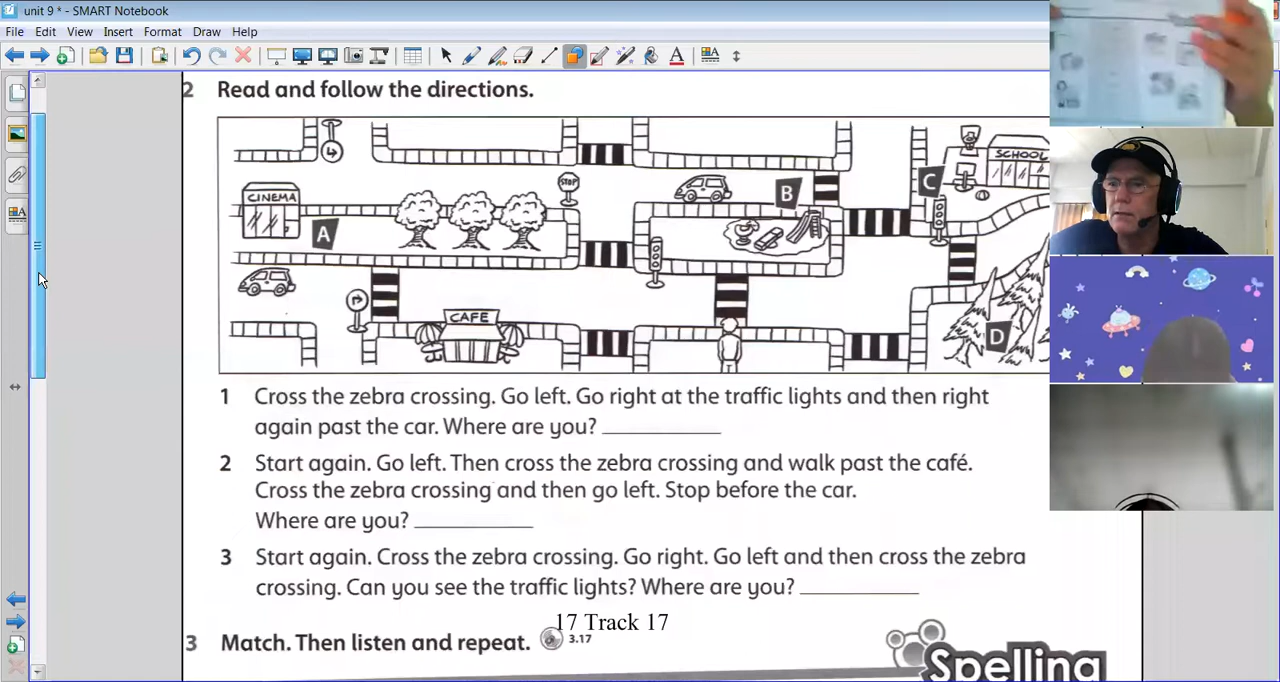 unit 9 * - SMART Notebook
File Edit View Insert Format Draw Help
2 Read and follow the directions.
STOP
SCHOOL
CINEMA
B
C
A
CAFE
D
1 Cross the zebra crossing. Go left. Go right at the traffic lights and then right
again past the car. Where are you? __________
2 Start again. Go left. Then cross the zebra crossing and walk past the café.
Cross the zebra crossing and then go left. Stop before the car.
Where are you? __________
3 Start again. Cross the zebra crossing. Go right. Go left and then cross the zebra
crossing. Can you see the traffic lights? Where are you? __________
17 Track 17
3 Match. Then listen and repeat. 3.17
Spelling